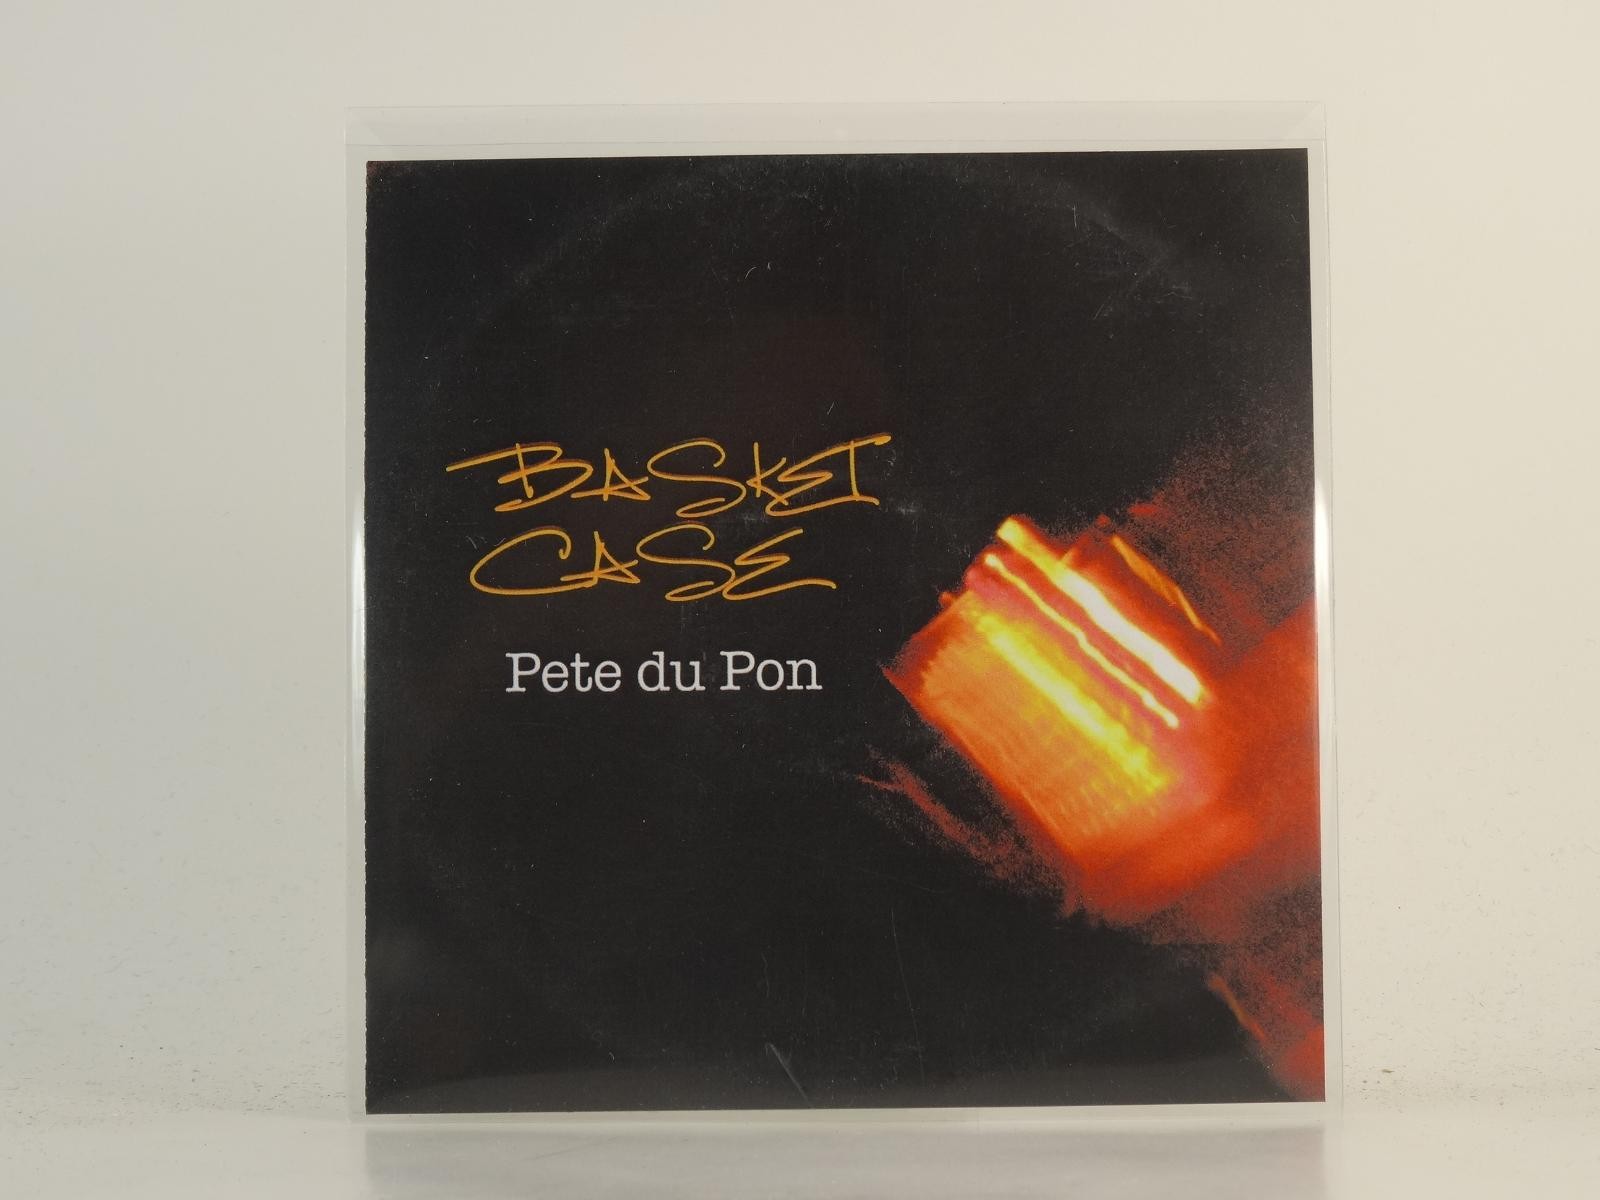 BASKET
CASE
Pete du Pon